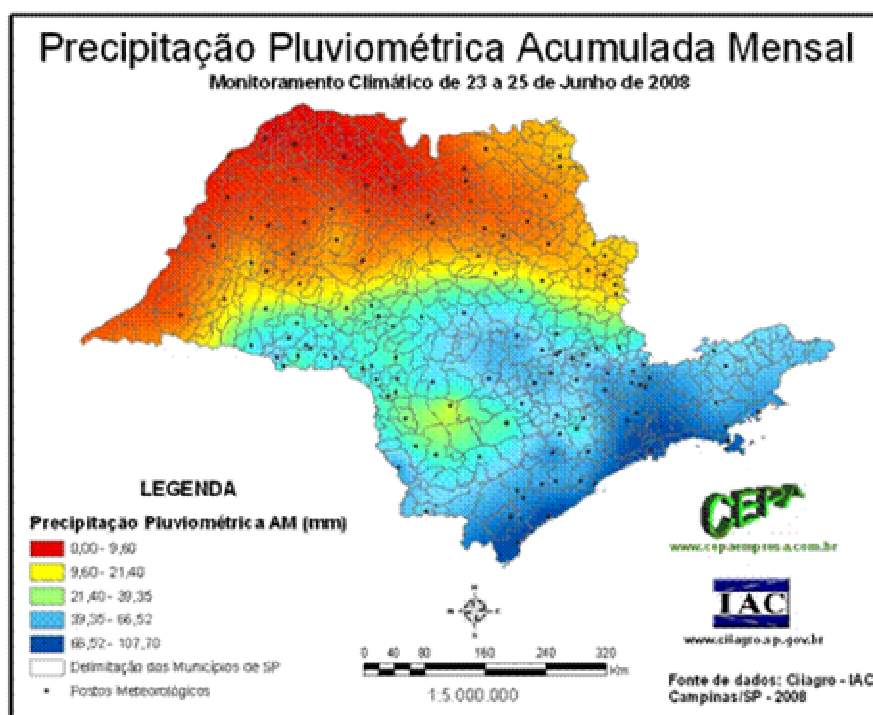 Precipitação Pluviométrica Acumulada Mensal
Monitoramento Climático de 23 a 25 de Junho de 2008
LEGENDA
Precipitação Pluviométrica AM (mm)
0,00 - 9,60
9,60 - 21,40
21,40 - 39,35
39,35 - 66,52
66,52 - 107,70
Delimitação dos Municípios de SP
Postos Meteorológicos
N
S
0 40 80 160 240 320
Km
1:5.000.000
CEPA
www.cepaempresa.com.br
IAC
www.ciiagro.sp.gov.br
Fonte de dados: Ciiagro - IAC
Campinas/SP - 2008